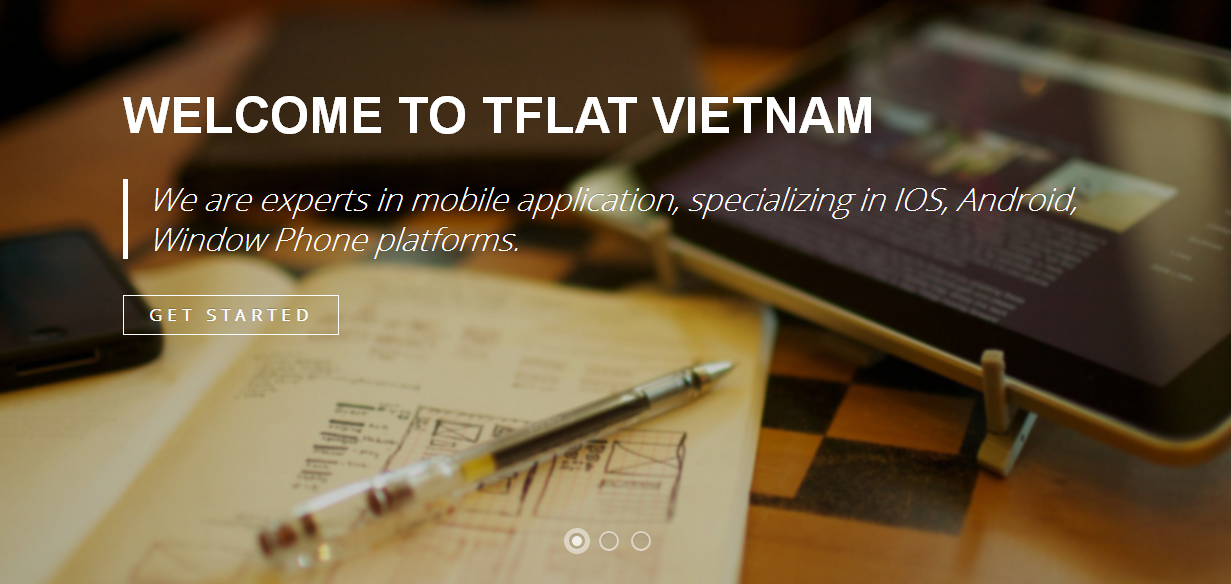 WELCOME TO TFLAT VIETNAM
We are experts in mobile application, specializing in IOS, Android,
Window Phone platforms.
GET STARTED